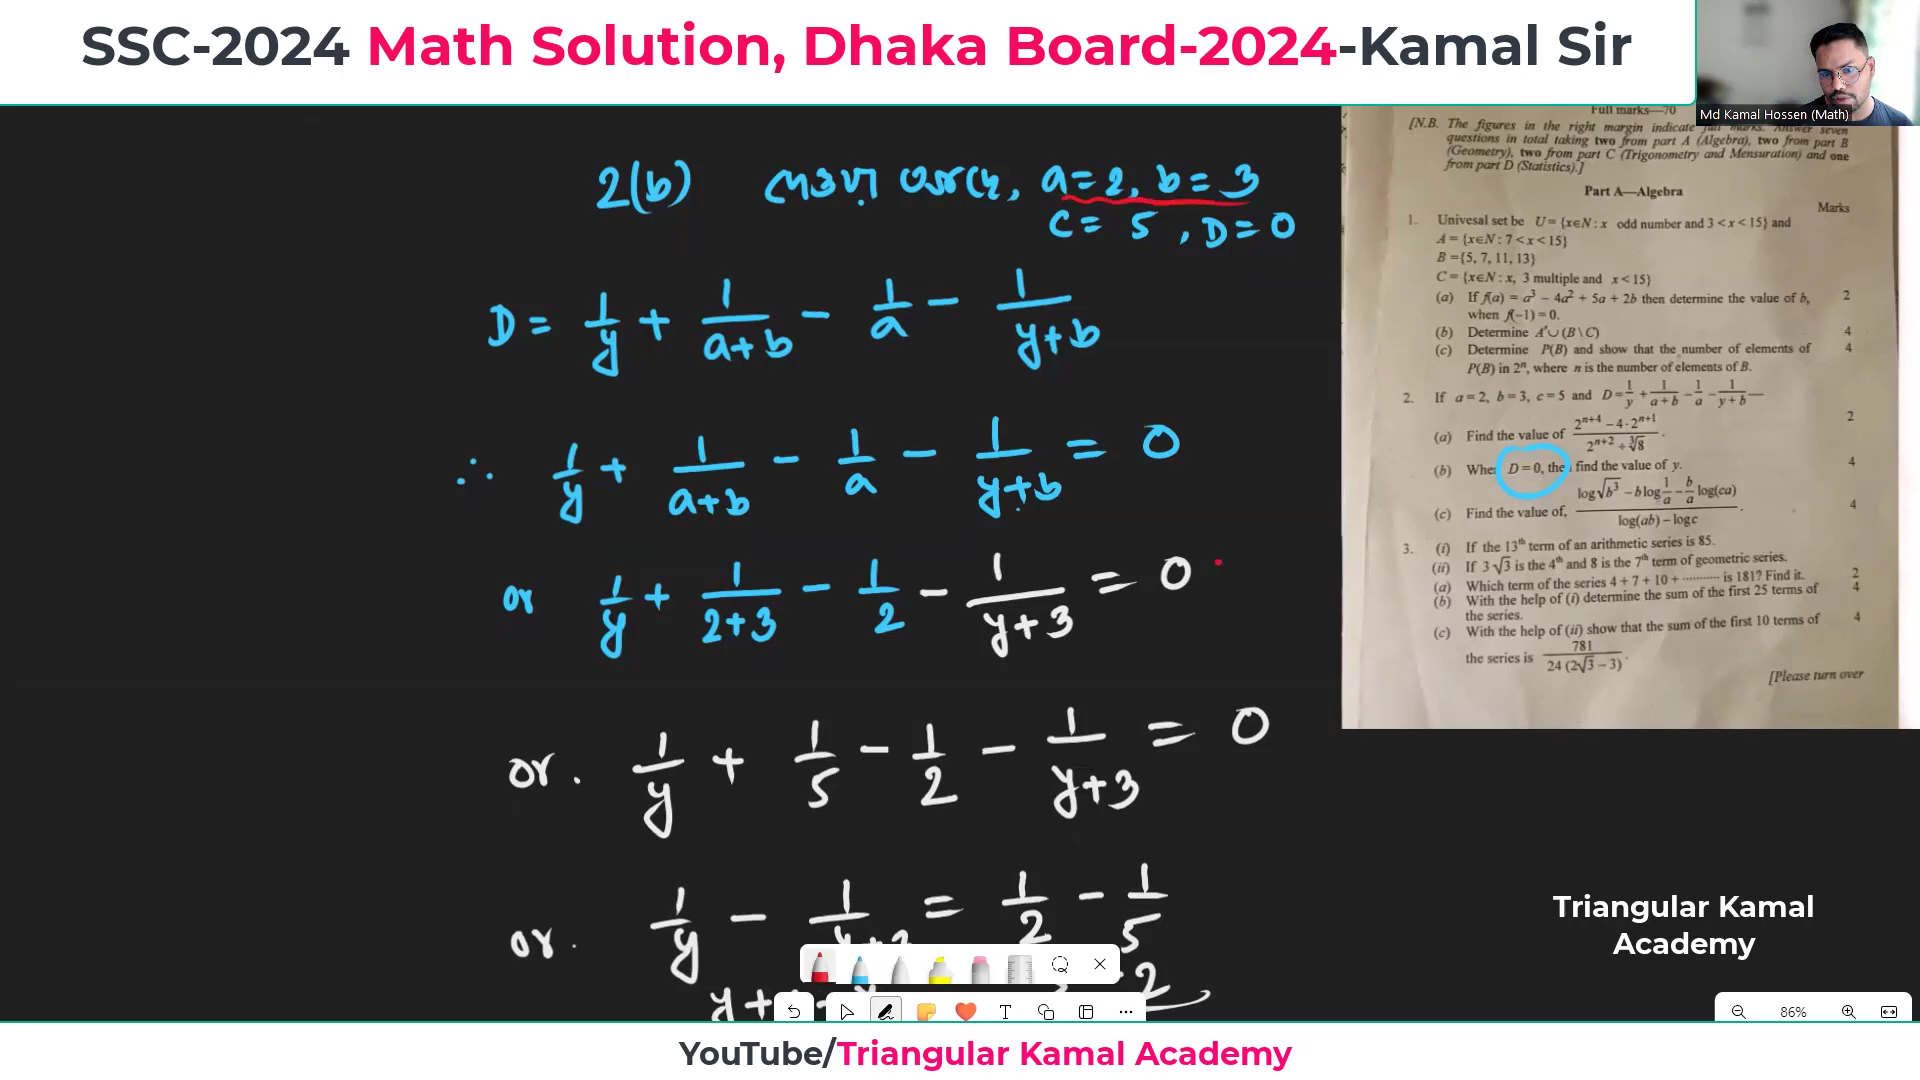 SSC-2024 Math Solution, Dhaka Board-2024-Kamal Sir
Md Kamal Hossen (Math)
2(b) দেওয়া আছে, a = 2, b = 3
c = 5, D = 0
D = 1/y + 1/(a+b) - 1/a - 1/(y+b)
∴ 1/y + 1/(a+b) - 1/a - 1/(y+b) = 0
or 1/y + 1/(2+3) - 1/2 - 1/(y+3) = 0
or. 1/y + 1/5 - 1/2 - 1/(y+3) = 0
or. 1/y - 1/(y+3) = 1/2 - 1/5
Full marks—70
[N.B. The figures in the right margin indicate full marks. Answer seven
questions in total taking two from part A (Algebra), two from part B
(Geometry), two from part C (Trigonometry and Mensuration) and one
from part D (Statistics).]
Part A—Algebra
Marks
1. Univesal set be U = {x∈N : x odd number and 3 < x < 15} and
A = {x∈N : 7 < x < 15}
B = {5, 7, 11, 13}
C = {x∈N : x, 3 multiple and x < 15}
(a) If f(a) = a³ – 4a² + 5a + 2b then determine the value of b, 2
when f(–1) = 0.
(b) Determine A′∪(B\C) 4
(c) Determine P(B) and show that the number of elements of 4
P(B) in 2ⁿ, where n is the number of elements of B.
2. If a = 2, b = 3, c = 5 and D = 1/y + 1/(a+b) – 1/a – 1/(y+b)
(a) Find the value of (2ⁿ⁺⁴ – 4·2ⁿ⁺¹)/(2ⁿ⁺² ÷ ∛8). 2
(b) Whe D = 0, the find the value of y. 4
(c) Find the value of, (log√b³ – b log 1/a – b/a log(ca))/(log(ab) – logc). 4
3. (i) If the 13th term of an arithmetic series is 85.
(ii) If 3√3 is the 4th and 8 is the 7th term of geometric series.
(a) Which term of the series 4 + 7 + 10 + ··········· is 181? Find it. 2
(b) With the help of (i) determine the sum of the first 25 terms of 4
the series.
(c) With the help of (ii) show that the sum of the first 10 terms of 4
the series is 781/(24 (2√3 – 3)).
[Please turn over
Triangular Kamal
Academy
86%
YouTube/Triangular Kamal Academy